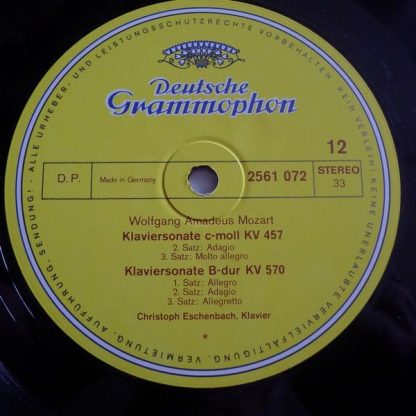 ALLE URHEBER- UND LEISTUNGSSCHUTZRECHTE VORBEHALTEN. KEIN VERLEIH! KEINE UNERLAUBTE VERVIELFÄLTIGUNG, VERMIETUNG, AUFFÜHRUNG, SENDUNG!
Deutsche
Grammophon
12
D.P.
Made in Germany
2561 072
STEREO
33
Wolfgang Amadeus Mozart
Klaviersonate c-moll KV 457
2. Satz: Adagio
3. Satz: Molto allegro
Klaviersonate B-dur KV 570
1. Satz: Allegro
2. Satz: Adagio
3. Satz: Allegretto
Christoph Eschenbach, Klavier
*